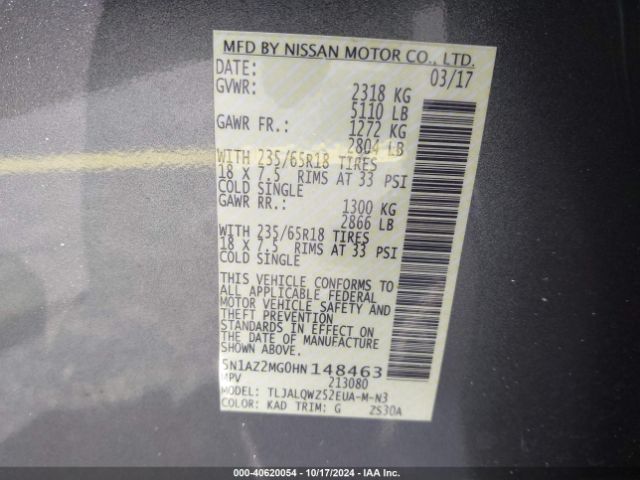 MFD BY NISSAN MOTOR CO., LTD.
DATE: 03/17
GVWR: 2318 KG
5110 LB
GAWR FR.: 1272 KG
2804 LB
WITH 235/65R18 TIRES
18 X 7.5 RIMS AT 33 PSI
COLD SINGLE
GAWR RR.: 1300 KG
2866 LB
WITH 235/65R18 TIRES
18 X 7.5 RIMS AT 33 PSI
COLD SINGLE
THIS VEHICLE CONFORMS TO
ALL APPLICABLE FEDERAL
MOTOR VEHICLE SAFETY AND
THEFT PREVENTION
STANDARDS IN EFFECT ON
THE DATE OF MANUFACTURE
SHOWN ABOVE.
5N1AZ2MG0HN148463
MPV 213080
MODEL: TLJALQWZ52EUA-M-N3
COLOR: KAD TRIM: G ZS30A
000-40620054 - 10/17/2024 - IAA Inc.